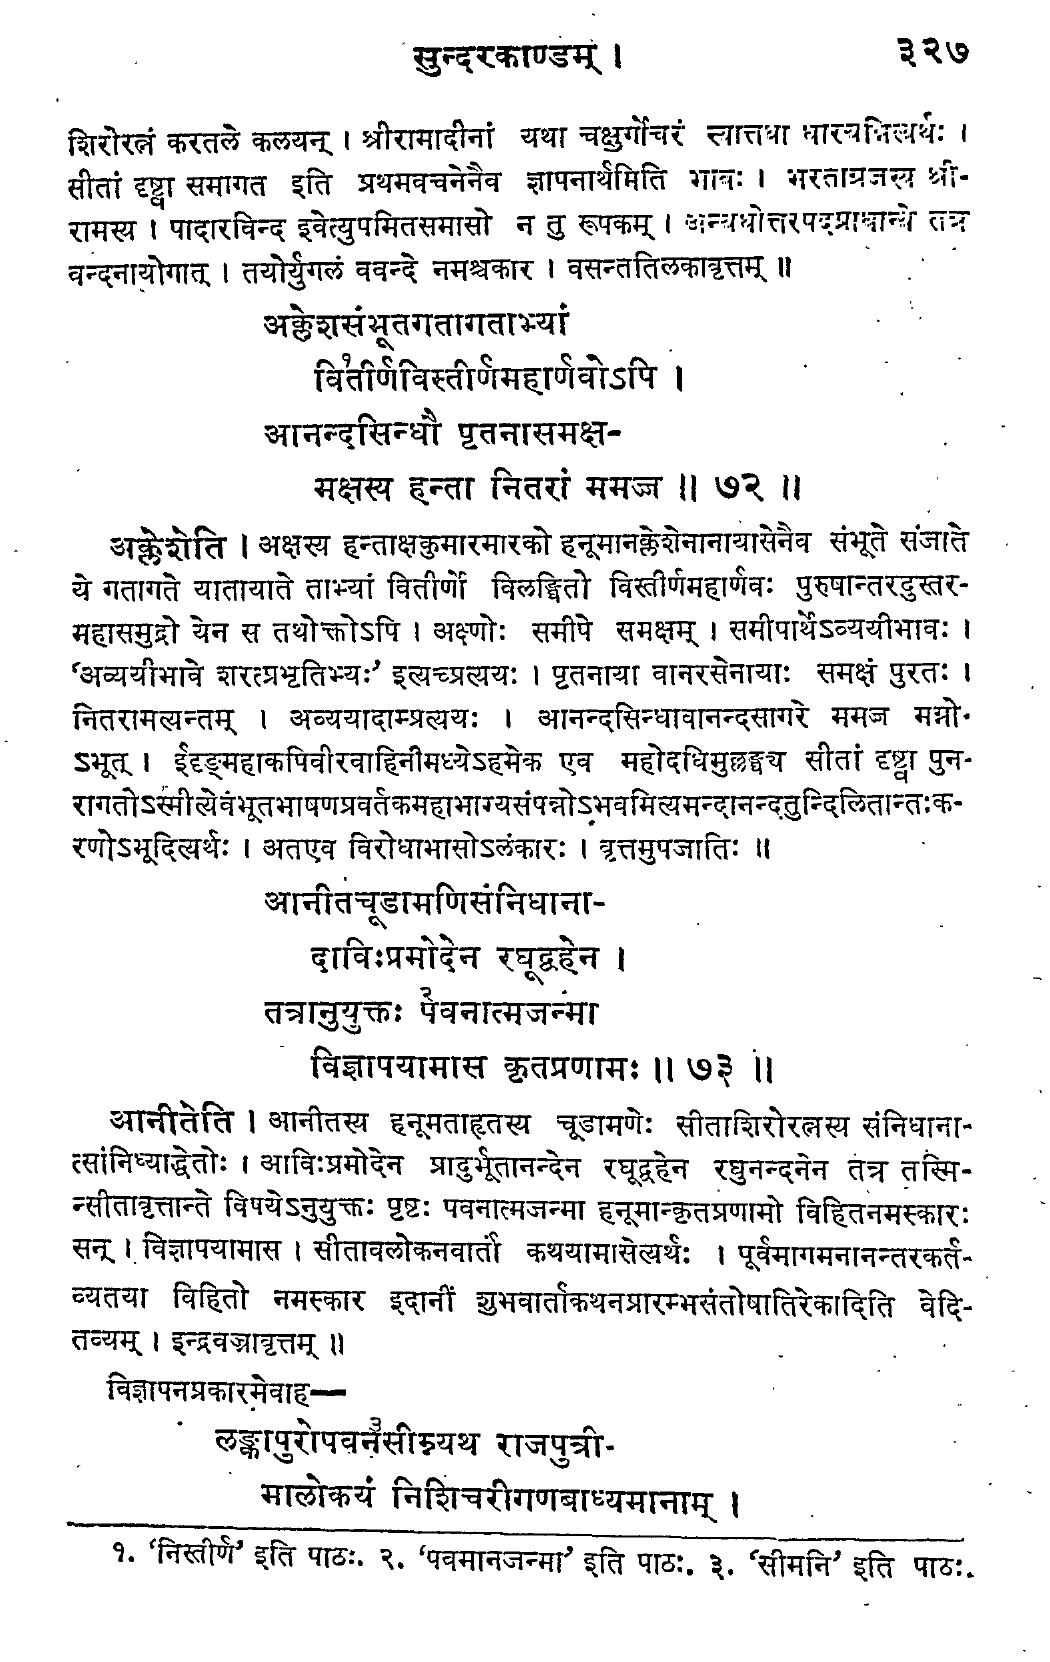 सुन्दरकाण्डम् । ३२७
शिरोरत्नं करतले कलयन् । श्रीरामादीनां यथा चक्षुर्गोचरं स्यात्तथा धारयन्नित्यर्थः ।
सीतां दृष्ट्वा समागत इति प्रथमवचनेनैव ज्ञापनार्थमिति भावः । भरताग्रजस्य श्री-
रामस्य । पादारविन्द इवेत्युपमितसमासो न तु रूपकम् । अन्यथोत्तरपदप्राधान्ये तत्र
वन्दनायोगात् । तयोर्युगलं ववन्दे नमश्चकार । वसन्ततिलकावृत्तम् ॥
अक्लेशसंभूतगतागताभ्यां
वि१तीर्णविस्तीर्णमहार्णवोऽपि ।
आनन्दसिन्धौ पृतनासमक्ष-
मक्षस्य हन्ता नितरां ममज्ज ॥ ७२ ॥
अक्लेशेति । अक्षस्य हन्ताक्षकुमारमारको हनूमानक्लेशेनानायासेनैव संभूते संजाते
ये गतागते यातायाते ताभ्यां वितीर्णो विलङ्घितो विस्तीर्णमहार्णवः पुरुषान्तरदुस्तर-
महासमुद्रो येन स तथोक्तोऽपि । अक्ष्णोः समीपे समक्षम् । समीपार्थेऽव्ययीभावः ।
‘अव्ययीभावे शरत्प्रभृतिभ्यः’ इत्यच्प्रत्ययः । पृतनाया वानरसेनायाः समक्षं पुरतः ।
नितरामत्यन्तम् । अव्ययादाम्प्रत्ययः । आनन्दसिन्धावानन्दसागरे ममज्ज मग्नो-
ऽभूत् । ईदृङ्महाकपिवीरवाहिनीमध्येऽहमेक एव महोदधिमुल्लङ्घ्य सीतां दृष्ट्वा पुन-
रागतोऽस्मीत्येवंभूतभाषणप्रवर्तकमहाभाग्यसंपन्नोऽभवमित्यमन्दानन्दतुन्दिलितान्तःक-
रणोऽभूदित्यर्थः । अतएव विरोधाभासोऽलंकारः । वृत्तमुपजातिः ॥
आनीतचूडामणिसंनिधाना-
दाविःप्रमोदेन रघूद्वहेन ।
तत्रानुयुक्तः प२वनात्मजन्मा
विज्ञापयामास कृतप्रणामः ॥ ७३ ॥
आनीतेति । आनीतस्य हनूमताहृतस्य चूडामणेः सीताशिरोरत्नस्य संनिधाना-
त्सांनिध्याद्धेतोः । आविःप्रमोदेन प्रादुर्भूतानन्देन रघूद्वहेन रघुनन्दनेन तत्र तस्मि-
न्सीतावृत्तान्ते विषयेऽनुयुक्तः पृष्टः पवनात्मजन्मा हनूमान्कृतप्रणामो विहितनमस्कारः
सन् । विज्ञापयामास । सीतावलोकनवार्तां कथयामासेत्यर्थः । पूर्वमागमनानन्तरकर्त-
व्यतया विहितो नमस्कार इदानीं शुभवार्ताकथनप्रारम्भसंतोषातिरेकादिति वेदि-
तव्यम् । इन्द्रवज्रावृत्तम् ॥
विज्ञापनप्रकारमेवाह—
लङ्कापुरोपवन३सीम्न्यथ राजपुत्री-
मालोकयं निशिचरीगणबाध्यमानाम् ।
१. ‘निस्तीर्ण’ इति पाठः. २. ‘पवमानजन्मा’ इति पाठः. ३. ‘सीमनि’ इति पाठः.